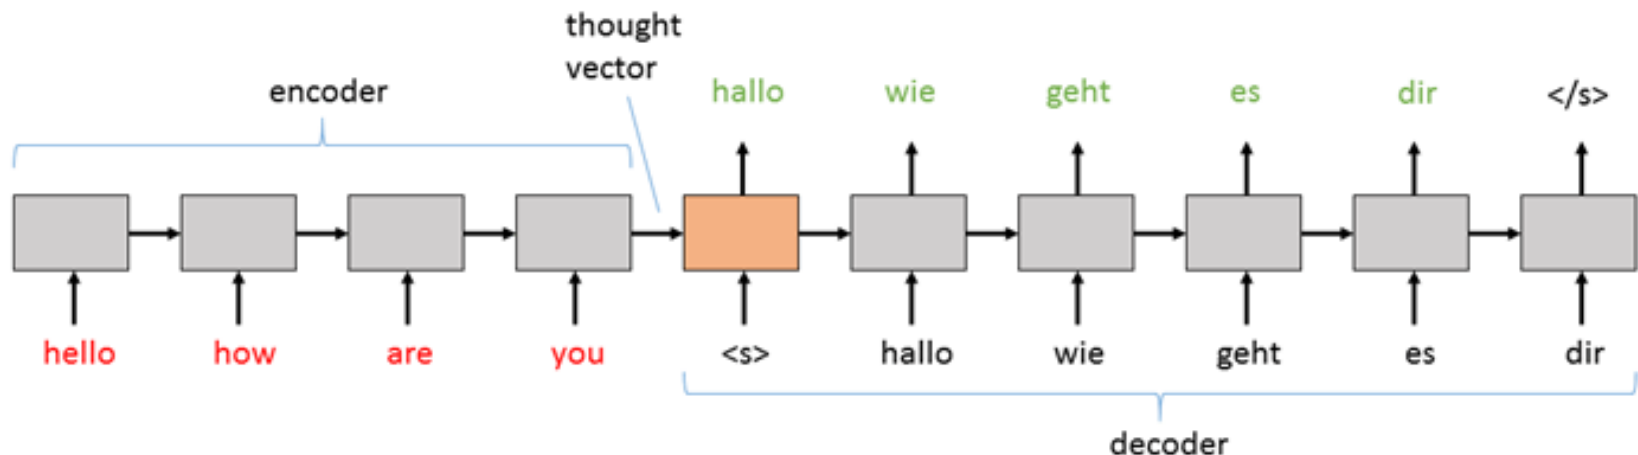 thought
vector
encoder
hallo wie geht es dir </s>
hello how are you <s> hallo wie geht es dir
decoder